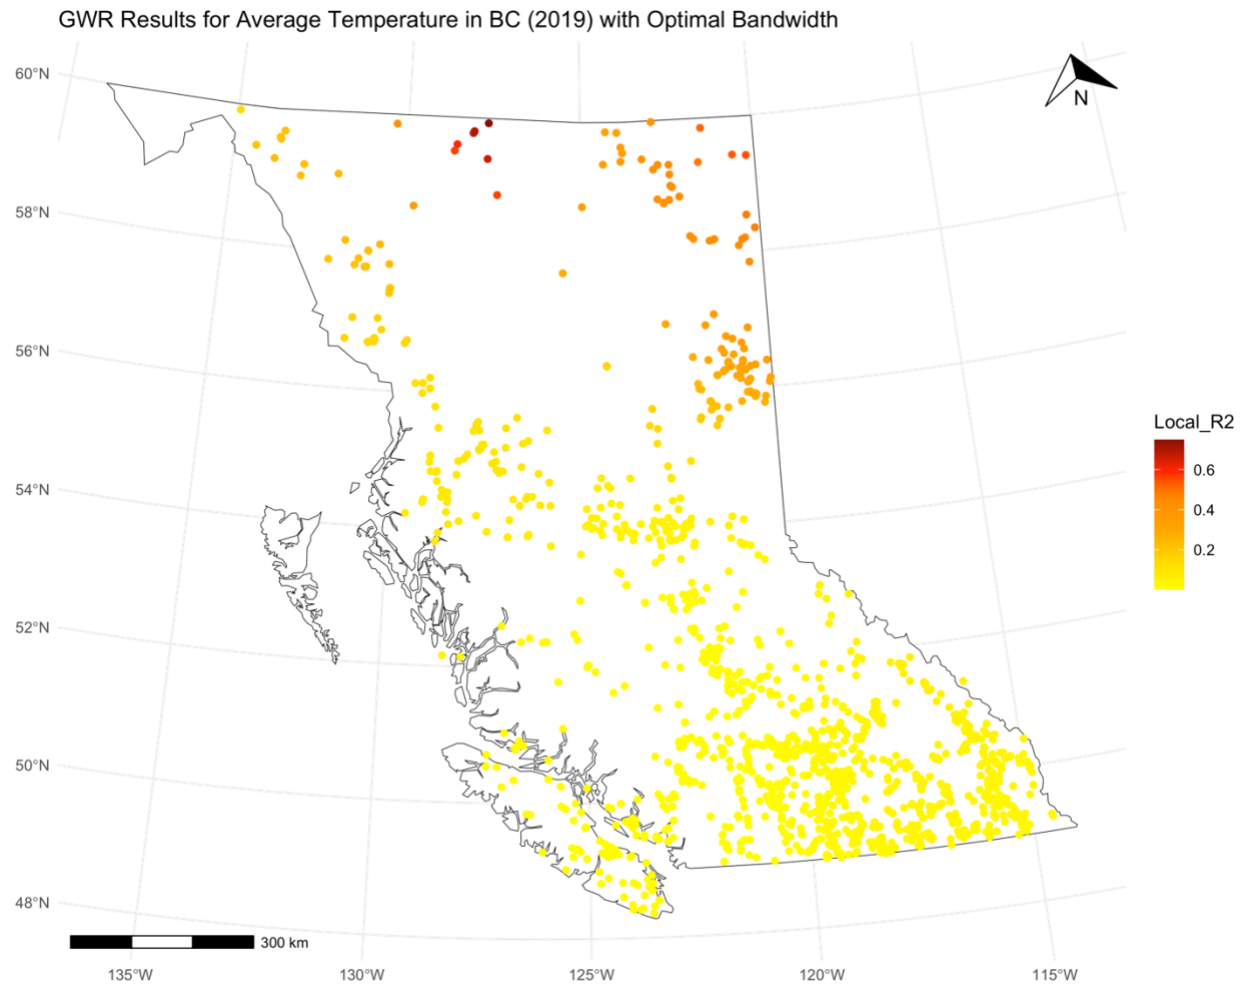 GWR Results for Average Temperature in BC (2019) with Optimal Bandwidth
60°N
58°N
56°N
54°N
52°N
50°N
48°N
N
Local_R2
0.6
0.4
0.2
300 km
135°W
130°W
125°W
120°W
115°W